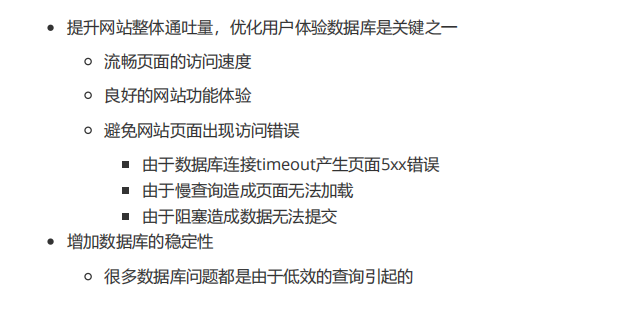 提升网站整体通吐量，优化用户体验数据库是关键之一
流畅页面的访问速度
良好的网站功能体验
避免网站页面出现访问错误
由于数据库连接timeout产生页面5xx错误
由于慢查询造成页面无法加载
由于阻塞造成数据无法提交
增加数据库的稳定性
很多数据库问题都是由于低效的查询引起的